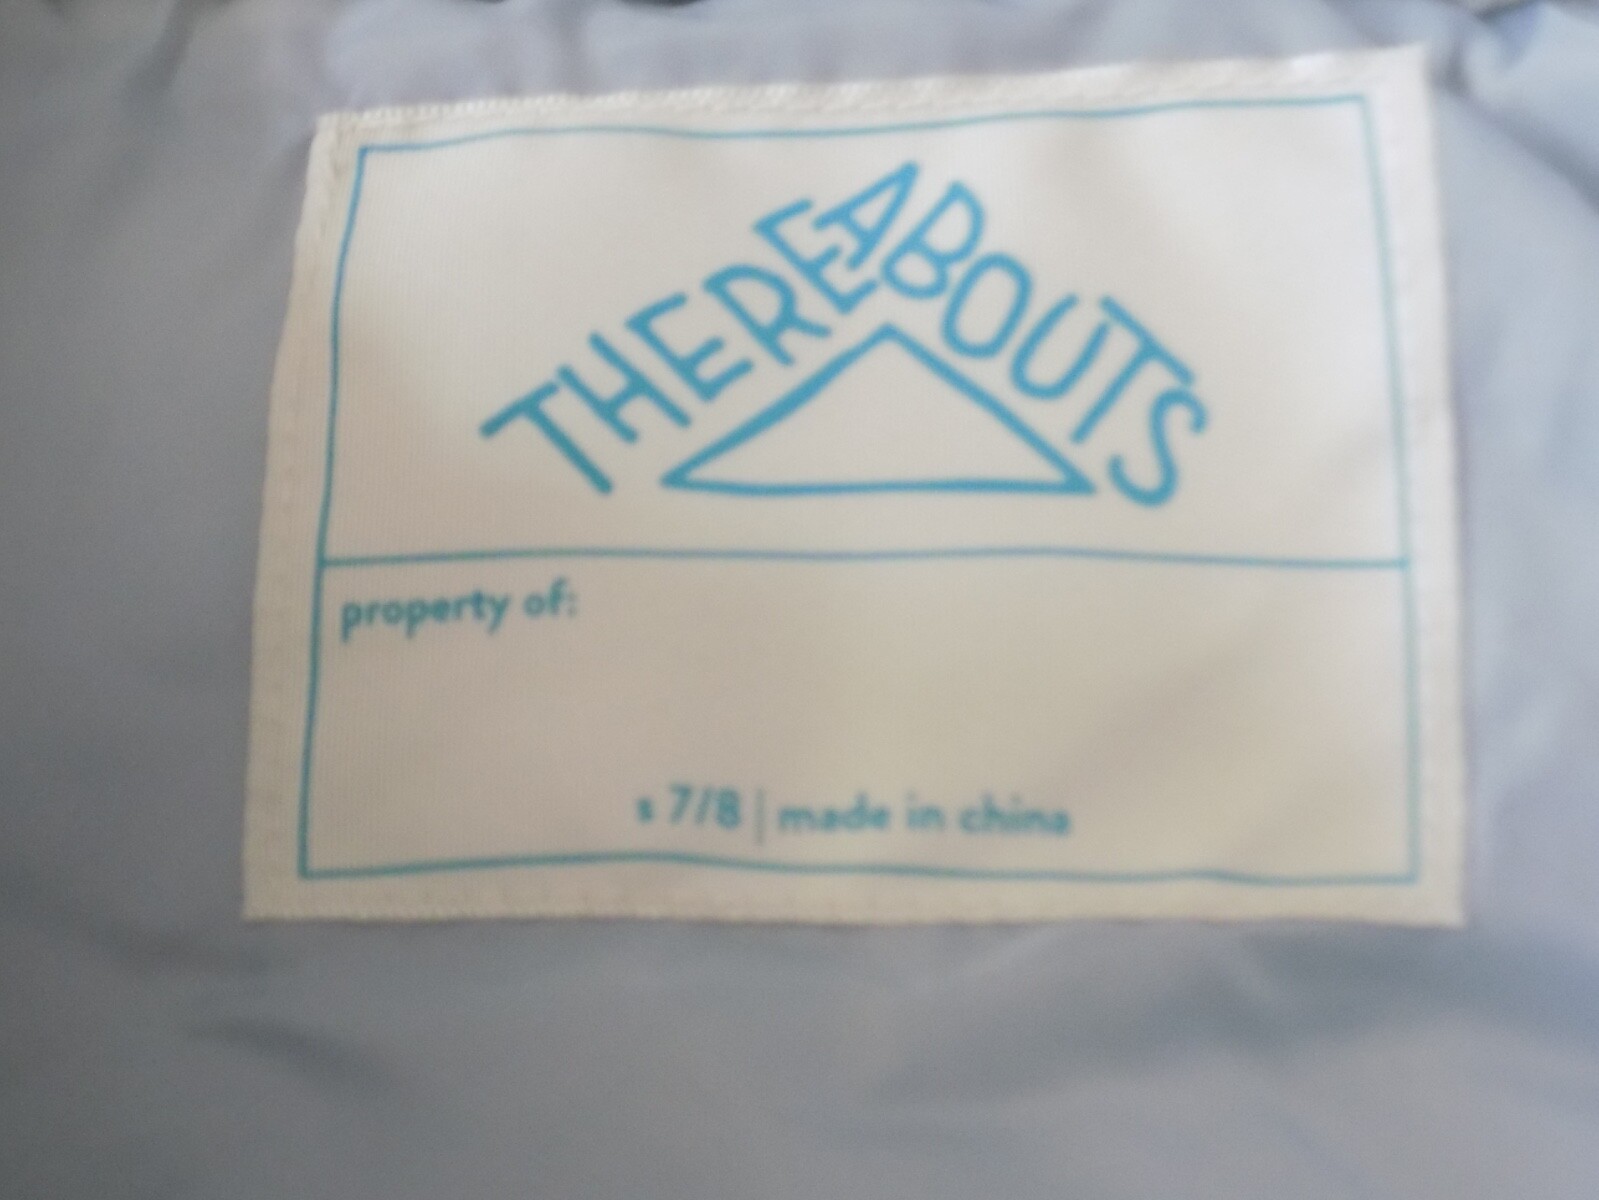 THEREABOUTS
property of:
s 7/8 | made in china